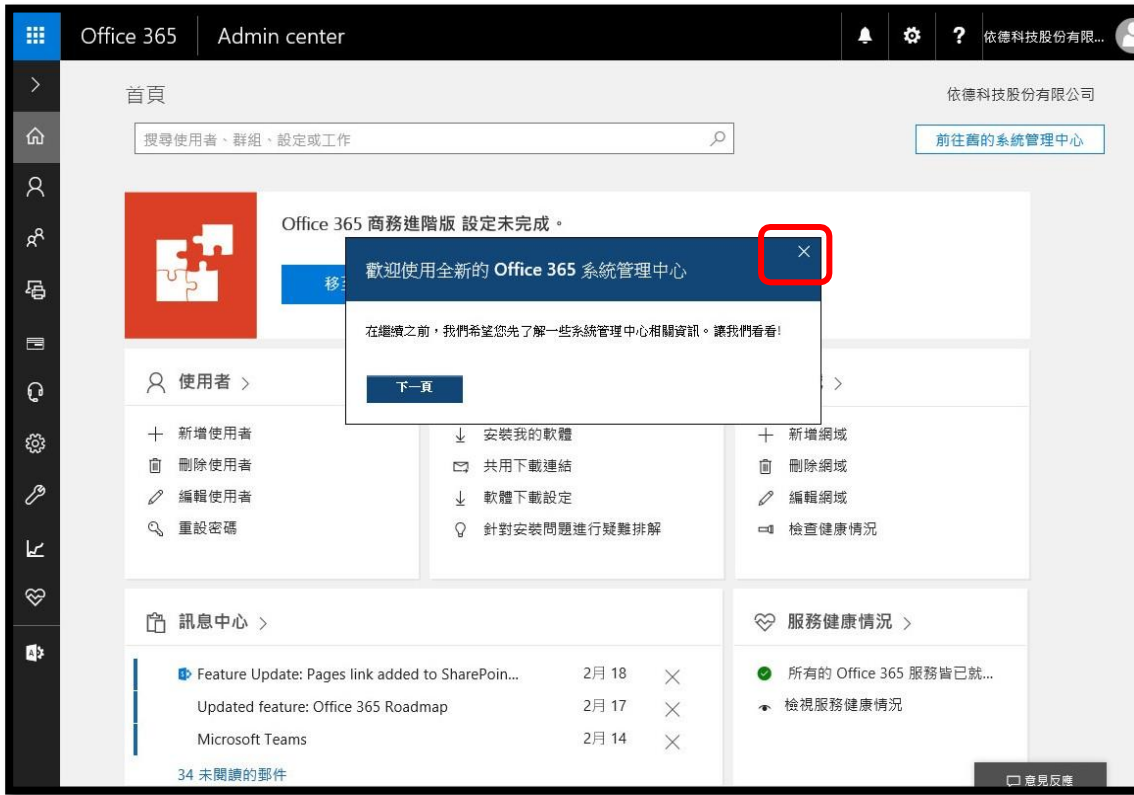 Office 365 Admin center
依德科技股份有限...
首頁
依德科技股份有限公司
搜尋使用者、群組、設定或工作
前往舊的系統管理中心
Office 365 商務進階版 設定未完成。
移至
歡迎使用全新的 Office 365 系統管理中心
在繼續之前，我們希望您先了解一些系統管理中心相關資訊。讓我們看看!
下一頁
使用者
新增使用者
刪除使用者
編輯使用者
重設密碼
安裝我的軟體
共用下載連結
軟體下載設定
針對安裝問題進行疑難排解
新增網域
刪除網域
編輯網域
檢查健康情況
訊息中心
Feature Update: Pages link added to SharePoin... 2月 18
Updated feature: Office 365 Roadmap 2月 17
Microsoft Teams 2月 14
34 未閱讀的郵件
服務健康情況
所有的 Office 365 服務皆已就...
檢視服務健康情況
意見反應